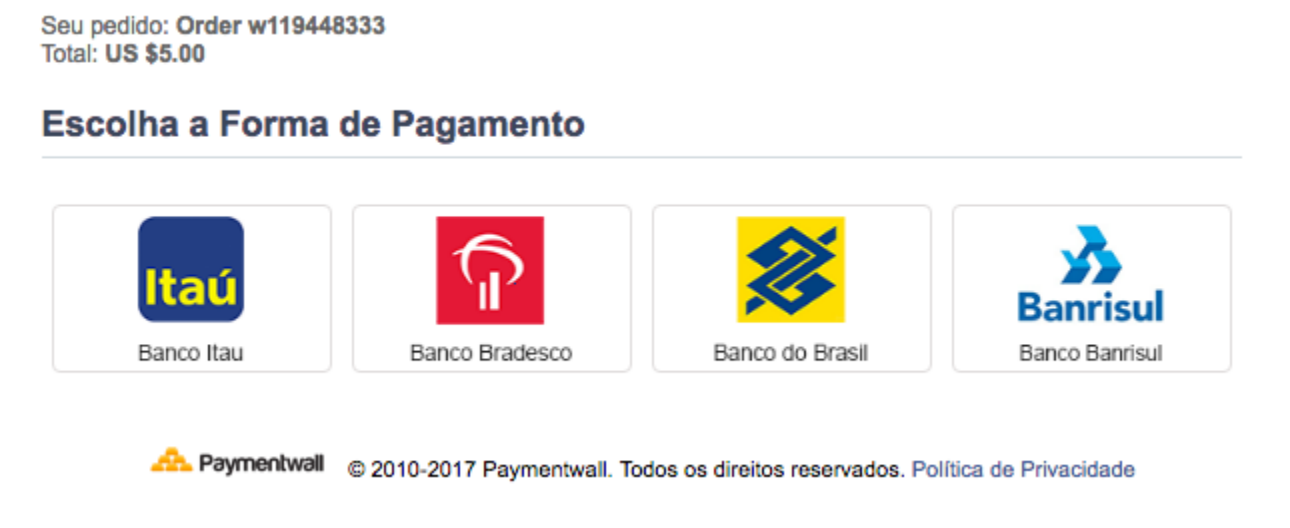 Seu pedido: Order w119448333
Total: US $5.00
Escolha a Forma de Pagamento
Itaú
Banrisul
Banco Itau
Banco Bradesco
Banco do Brasil
Banco Banrisul
Paymentwall © 2010-2017 Paymentwall. Todos os direitos reservados. Política de Privacidade